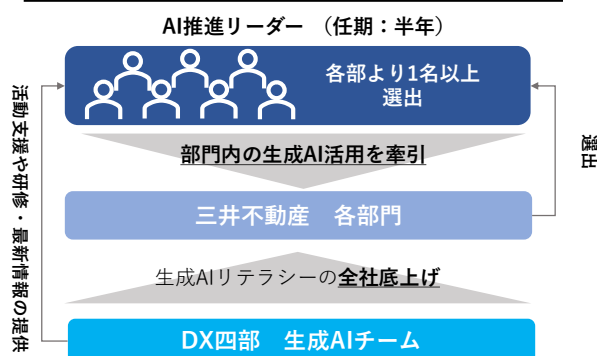 AI推進リーダー （任期：半年）
各部より1名以上
選出
部門内の生成AI活用を牽引
三井不動産 各部門
生成AIリテラシーの全社底上げ
DX四部 生成AIチーム
活動支援や研修・最新情報の提供
選出